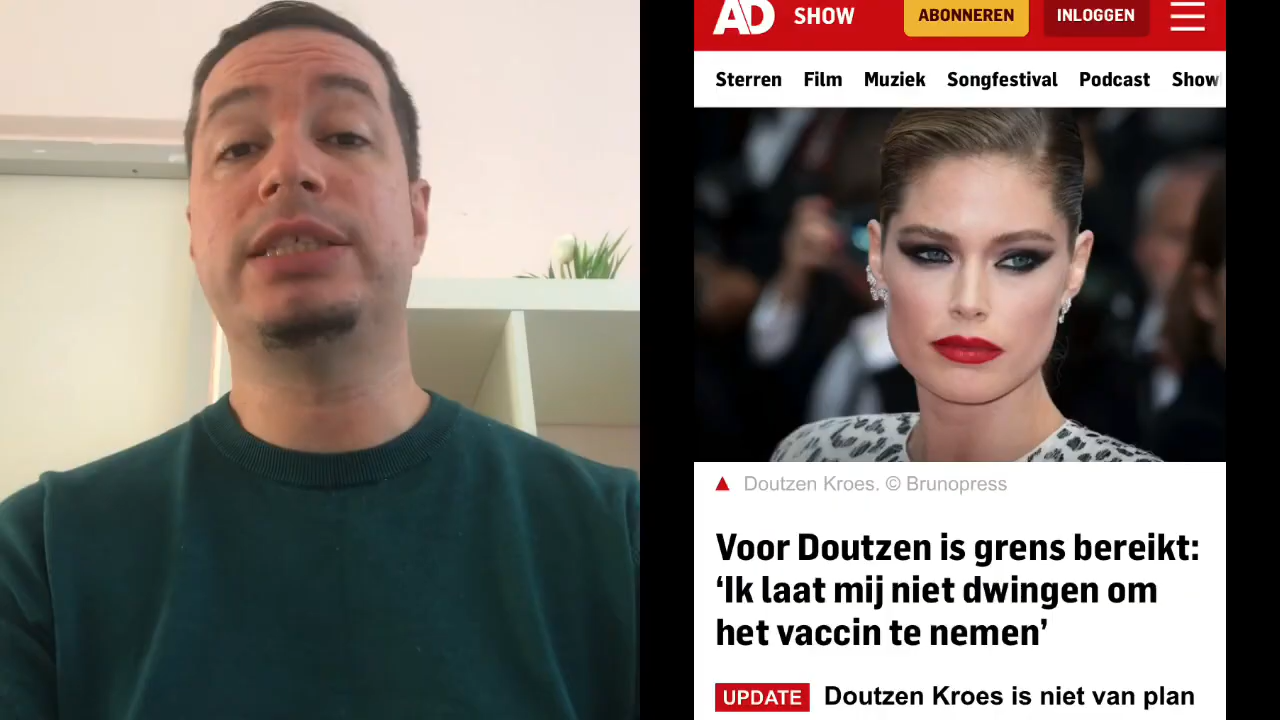 AD SHOW ABONNEREN INLOGGEN
Sterren Film Muziek Songfestival Podcast Show
Doutzen Kroes. © Brunopress
Voor Doutzen is grens bereikt:
‘Ik laat mij niet dwingen om
het vaccin te nemen’
UPDATE Doutzen Kroes is niet van plan